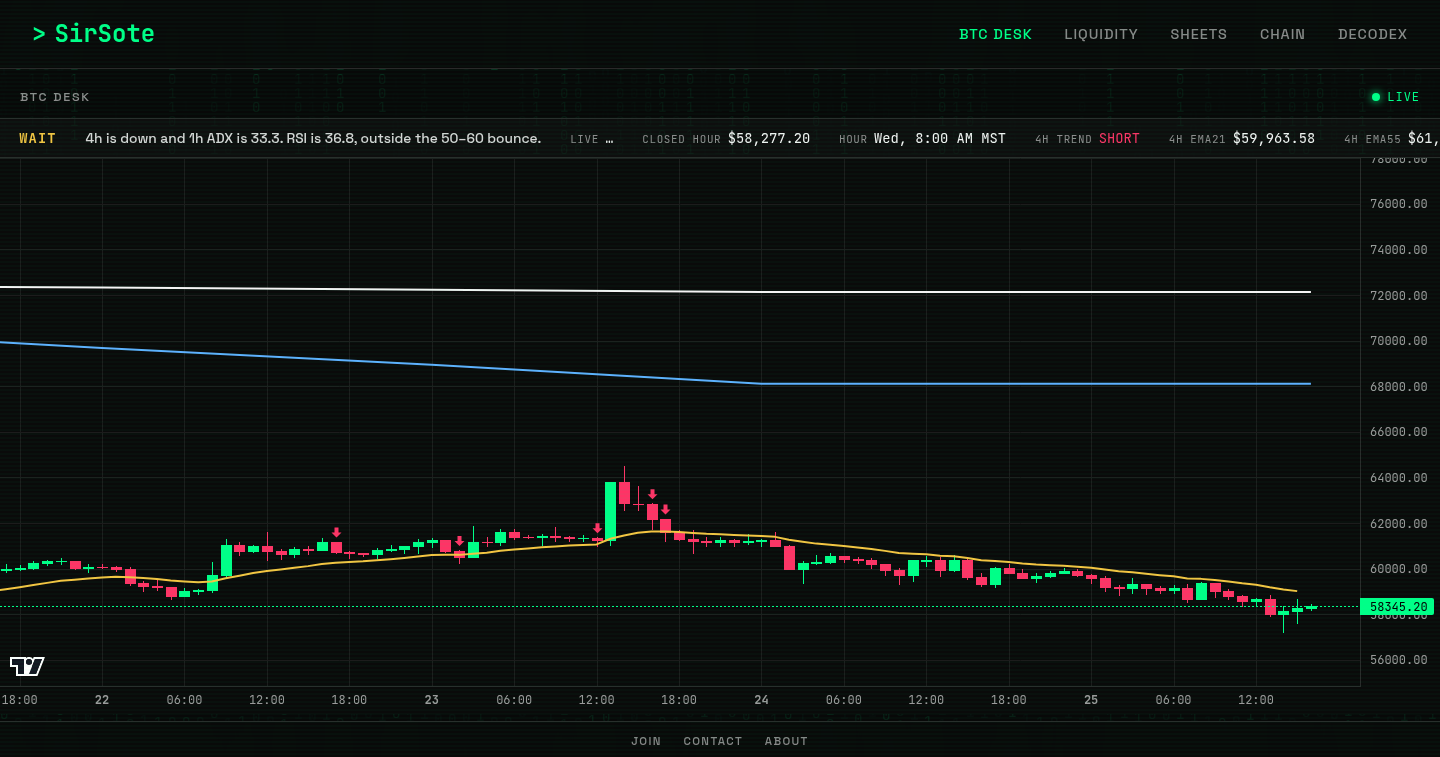 > SirSote
BTC DESK LIQUIDITY SHEETS CHAIN DECODEX
BTC DESK
LIVE
WAIT 4h is down and 1h ADX is 33.3. RSI is 36.8, outside the 50–60 bounce. LIVE … CLOSED HOUR $58,277.20 HOUR Wed, 8:00 AM MST 4H TREND SHORT 4H EMA21 $59,963.58 4H EMA55 $61,
78000.00
76000.00
74000.00
72000.00
70000.00
68000.00
66000.00
64000.00
62000.00
60000.00
58345.20
58000.00
56000.00
18:00 22 06:00 12:00 18:00 23 06:00 12:00 18:00 24 06:00 12:00 18:00 25 06:00 12:00
JOIN CONTACT ABOUT